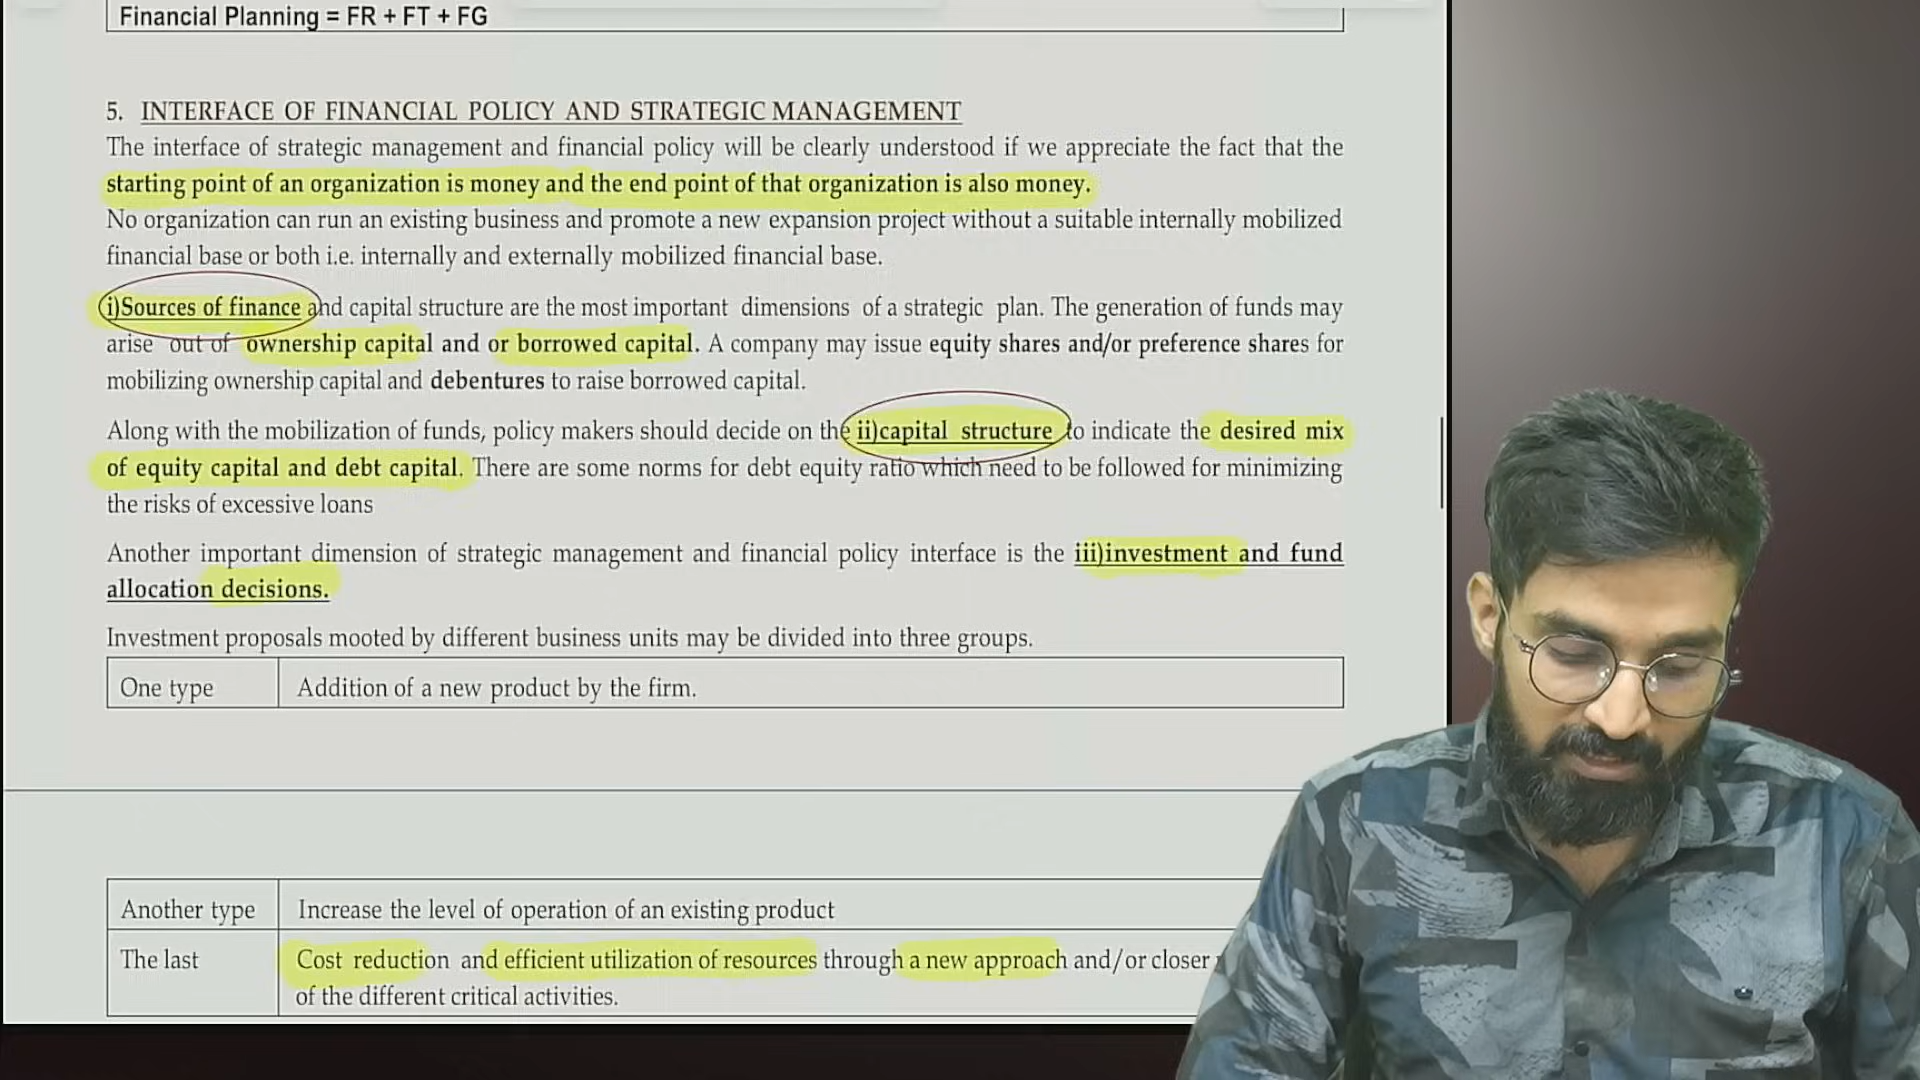 Financial Planning = FR + FT + FG
5. INTERFACE OF FINANCIAL POLICY AND STRATEGIC MANAGEMENT
The interface of strategic management and financial policy will be clearly understood if we appreciate the fact that the
starting point of an organization is money and the end point of that organization is also money.
No organization can run an existing business and promote a new expansion project without a suitable internally mobilized
financial base or both i.e. internally and externally mobilized financial base.
i)Sources of finance and capital structure are the most important dimensions of a strategic plan. The generation of funds may
arise out of ownership capital and or borrowed capital. A company may issue equity shares and/or preference shares for
mobilizing ownership capital and debentures to raise borrowed capital.
Along with the mobilization of funds, policy makers should decide on the ii)capital structure to indicate the desired mix
of equity capital and debt capital. There are some norms for debt equity ratio which need to be followed for minimizing
the risks of excessive loans
Another important dimension of strategic management and financial policy interface is the iii)investment and fund
allocation decisions.
Investment proposals mooted by different business units may be divided into three groups.
One type Addition of a new product by the firm.
Another type Increase the level of operation of an existing product
The last Cost reduction and efficient utilization of resources through a new approach and/or closer
of the different critical activities.